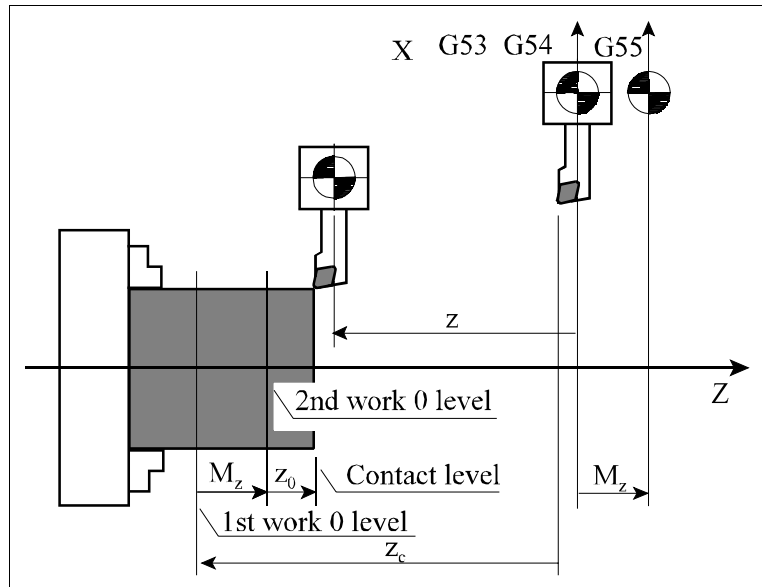 X G53 G54 G55
z
Z
2nd work 0 level
Mz z0 Contact level Mz
1st work 0 level
zc